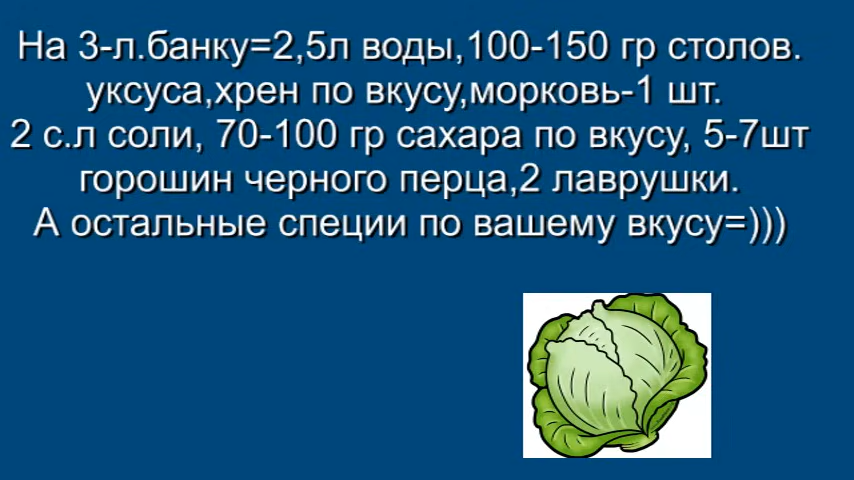 На 3-л.банку=2,5л воды,100-150 гр столов.
уксуса,хрен по вкусу,морковь-1 шт.
2 с.л соли, 70-100 гр сахара по вкусу, 5-7шт
горошин черного перца,2 лаврушки.
А остальные специи по вашему вкусу=)))